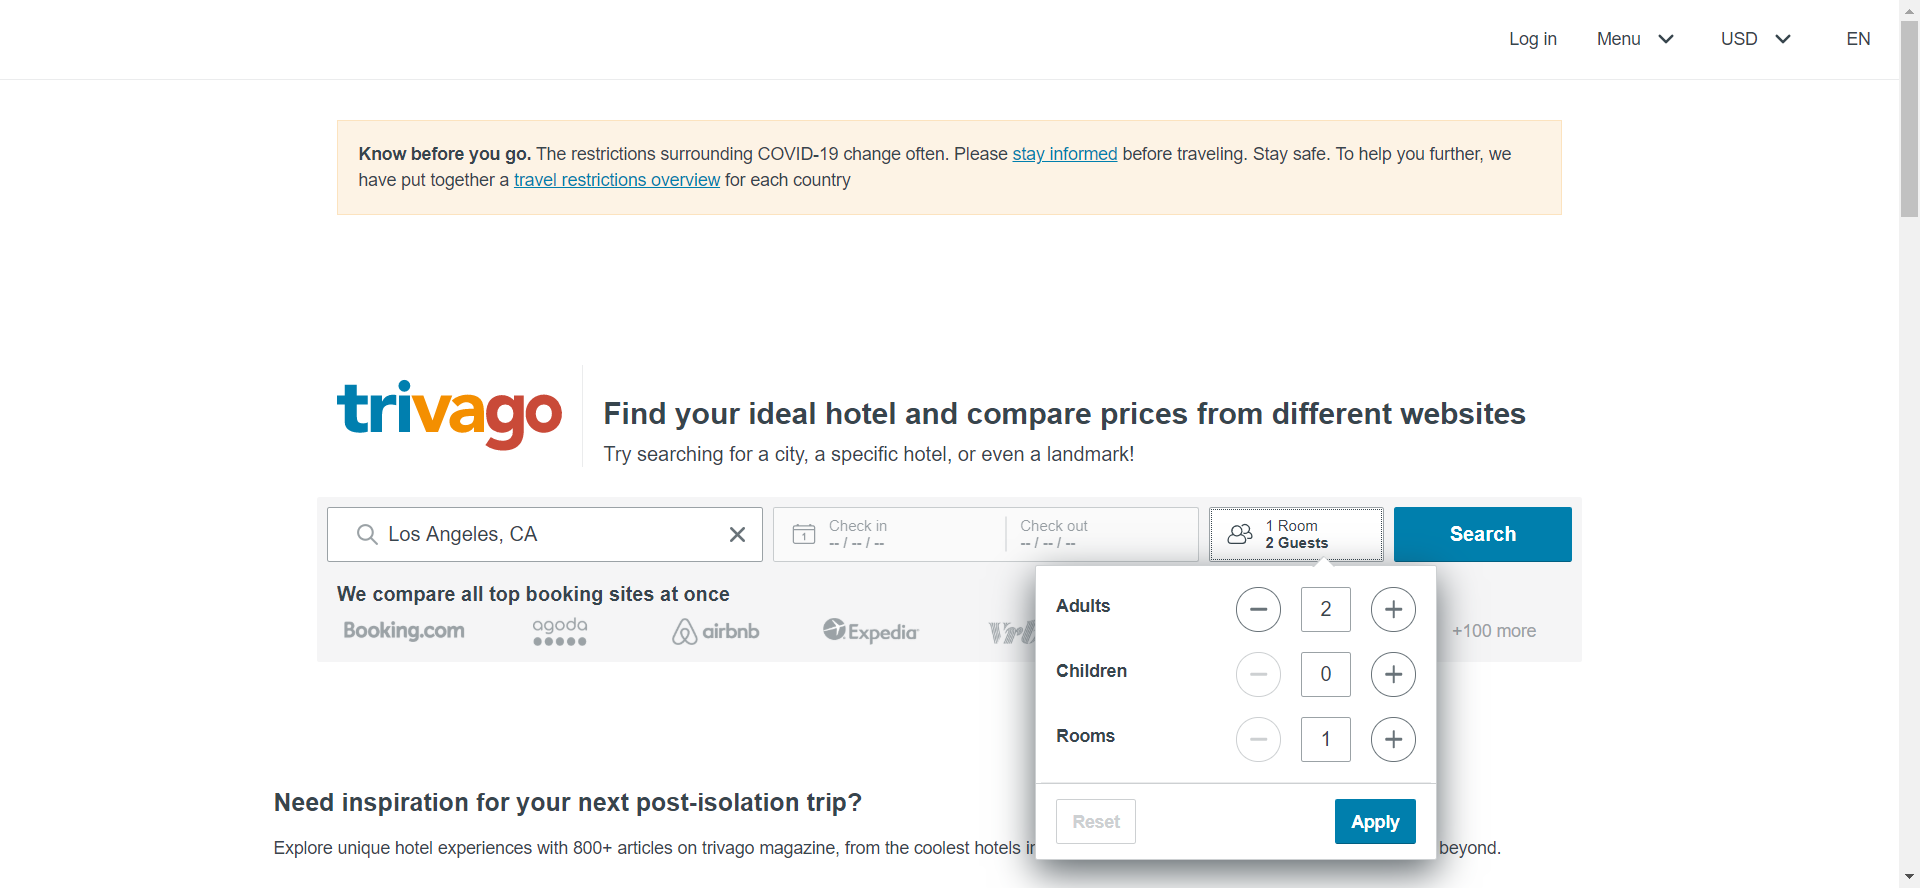 Log in Menu USD EN
Know before you go. The restrictions surrounding COVID-19 change often. Please stay informed before traveling. Stay safe. To help you further, we
have put together a travel restrictions overview for each country
trivago
Find your ideal hotel and compare prices from different websites
Try searching for a city, a specific hotel, or even a landmark!
Los Angeles, CA
1
Check in
-- / -- / --
Check out
-- / -- / --
1 Room
2 Guests
Search
We compare all top booking sites at once
Booking.com agoda airbnb Expedia +100 more
Adults 2
Children 0
Rooms 1
Reset Apply
Need inspiration for your next post-isolation trip?
Explore unique hotel experiences with 800+ articles on trivago magazine, from the coolest hotels beyond.